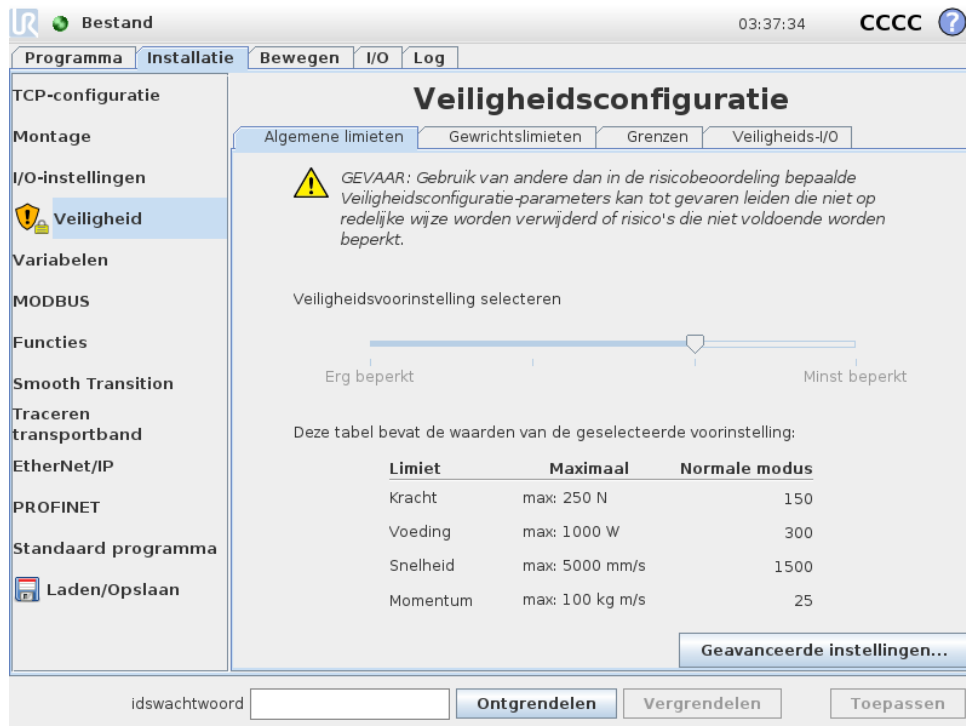 UR Bestand 03:37:34 CCCC ?
Programma Installatie Bewegen I/O Log
TCP-configuratie
Montage
I/O-instellingen
Veiligheid
Variabelen
MODBUS
Functies
Smooth Transition
Traceren
transportband
EtherNet/IP
PROFINET
Standaard programma
Laden/Opslaan
Veiligheidsconfiguratie
Algemene limieten Gewrichtslimieten Grenzen Veiligheids-I/O
GEVAAR: Gebruik van andere dan in de risicobeoordeling bepaalde
Veiligheidsconfiguratie-parameters kan tot gevaren leiden die niet op
redelijke wijze worden verwijderd of risico's die niet voldoende worden
beperkt.
Veiligheidsvoorinstelling selecteren
Erg beperkt Minst beperkt
Deze tabel bevat de waarden van de geselecteerde voorinstelling:
Limiet Maximaal Normale modus
Kracht max: 250 N 150
Voeding max: 1000 W 300
Snelheid max: 5000 mm/s 1500
Momentum max: 100 kg m/s 25
Geavanceerde instellingen...
idswachtwoord Ontgrendelen Vergrendelen Toepassen